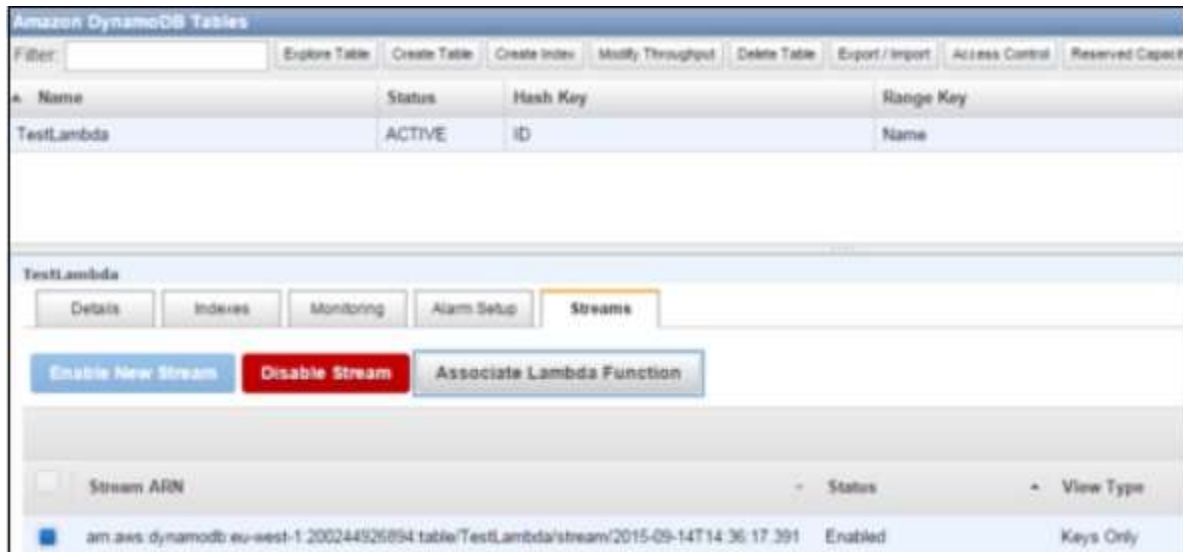 Amazon DynamoDB Tables
Filter: Explore Table Create Table Create Index Modify Throughput Delete Table Export / Import Access Control Reserved Capacit
Name Status Hash Key Range Key
TestLambda ACTIVE ID Name
TestLambda
Details Indexes Monitoring Alarm Setup Streams
Enable New Stream Disable Stream Associate Lambda Function
Stream ARN Status View Type
arn:aws:dynamodb:eu-west-1:200244926894:table/TestLambda/stream/2015-09-14T14:36:17.391 Enabled Keys Only